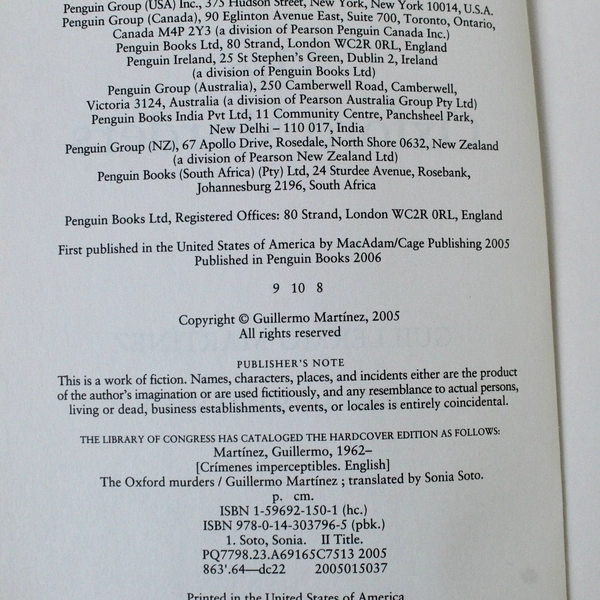 Penguin Group (USA) Inc., 375 Hudson Street, New York, New York 10014, U.S.A.
Penguin Group (Canada), 90 Eglinton Avenue East, Suite 700, Toronto, Ontario,
Canada M4P 2Y3 (a division of Pearson Penguin Canada Inc.)
Penguin Books Ltd, 80 Strand, London WC2R 0RL, England
Penguin Ireland, 25 St Stephen's Green, Dublin 2, Ireland
(a division of Penguin Books Ltd)
Penguin Group (Australia), 250 Camberwell Road, Camberwell,
Victoria 3124, Australia (a division of Pearson Australia Group Pty Ltd)
Penguin Books India Pvt Ltd, 11 Community Centre, Panchsheel Park,
New Delhi – 110 017, India
Penguin Group (NZ), 67 Apollo Drive, Rosedale, North Shore 0632, New Zealand
(a division of Pearson New Zealand Ltd)
Penguin Books (South Africa) (Pty) Ltd, 24 Sturdee Avenue, Rosebank,
Johannesburg 2196, South Africa
Penguin Books Ltd, Registered Offices: 80 Strand, London WC2R 0RL, England
First published in the United States of America by MacAdam/Cage Publishing 2005
Published in Penguin Books 2006
9 10 8
Copyright © Guillermo Martínez, 2005
All rights reserved
PUBLISHER'S NOTE
This is a work of fiction. Names, characters, places, and incidents either are the product
of the author's imagination or are used fictitiously, and any resemblance to actual persons,
living or dead, business establishments, events, or locales is entirely coincidental.
THE LIBRARY OF CONGRESS HAS CATALOGED THE HARDCOVER EDITION AS FOLLOWS:
Martínez, Guillermo, 1962–
[Crímenes imperceptibles. English]
The Oxford murders / Guillermo Martínez ; translated by Sonia Soto.
p. cm.
ISBN 1-59692-150-1 (hc.)
ISBN 978-0-14-303796-5 (pbk.)
1. Soto, Sonia. II Title.
PQ7798.23.A69165C7513 2005
863'.64—dc22 2005015037
Printed in the United States of America